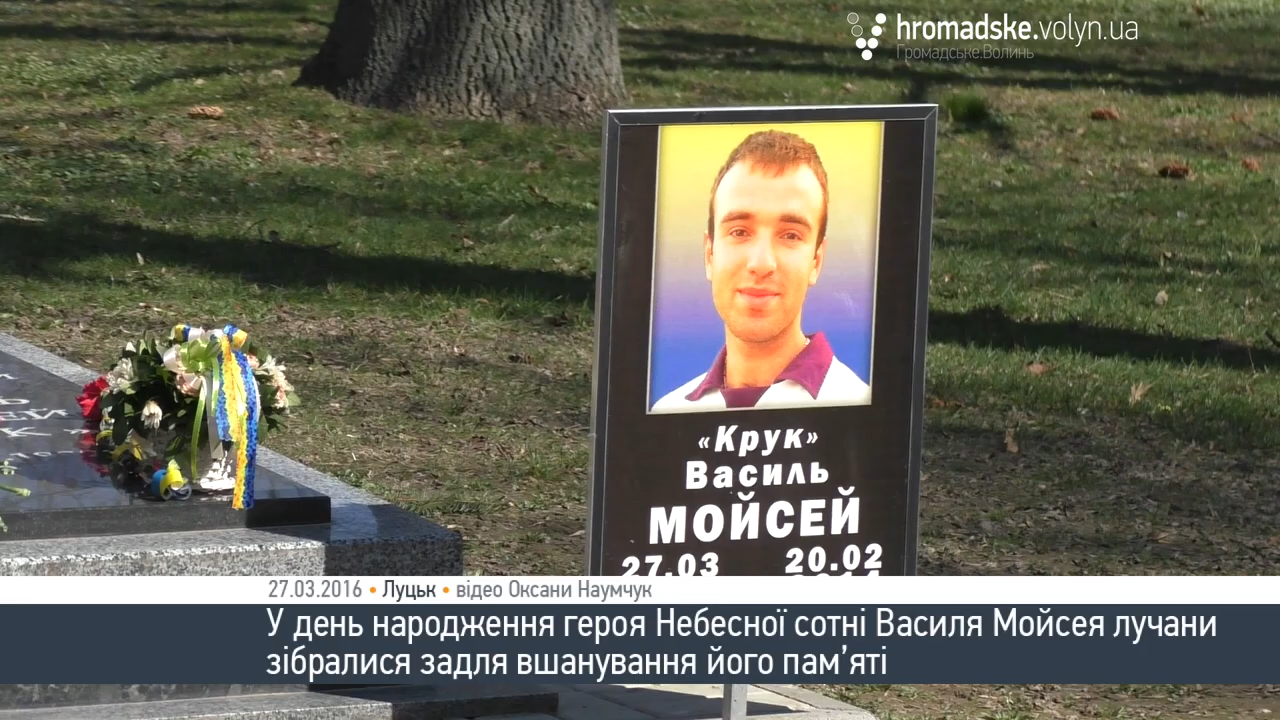 hromadske.volyn.ua
Громадське.Волинь
«Крук»
Василь
МОЙСЕЙ
27.03 20.02
27.03.2016 • Луцьк • відео Оксани Наумчук
У день народження героя Небесної сотні Василя Мойсея лучани
зібралися задля вшанування його пам’яті